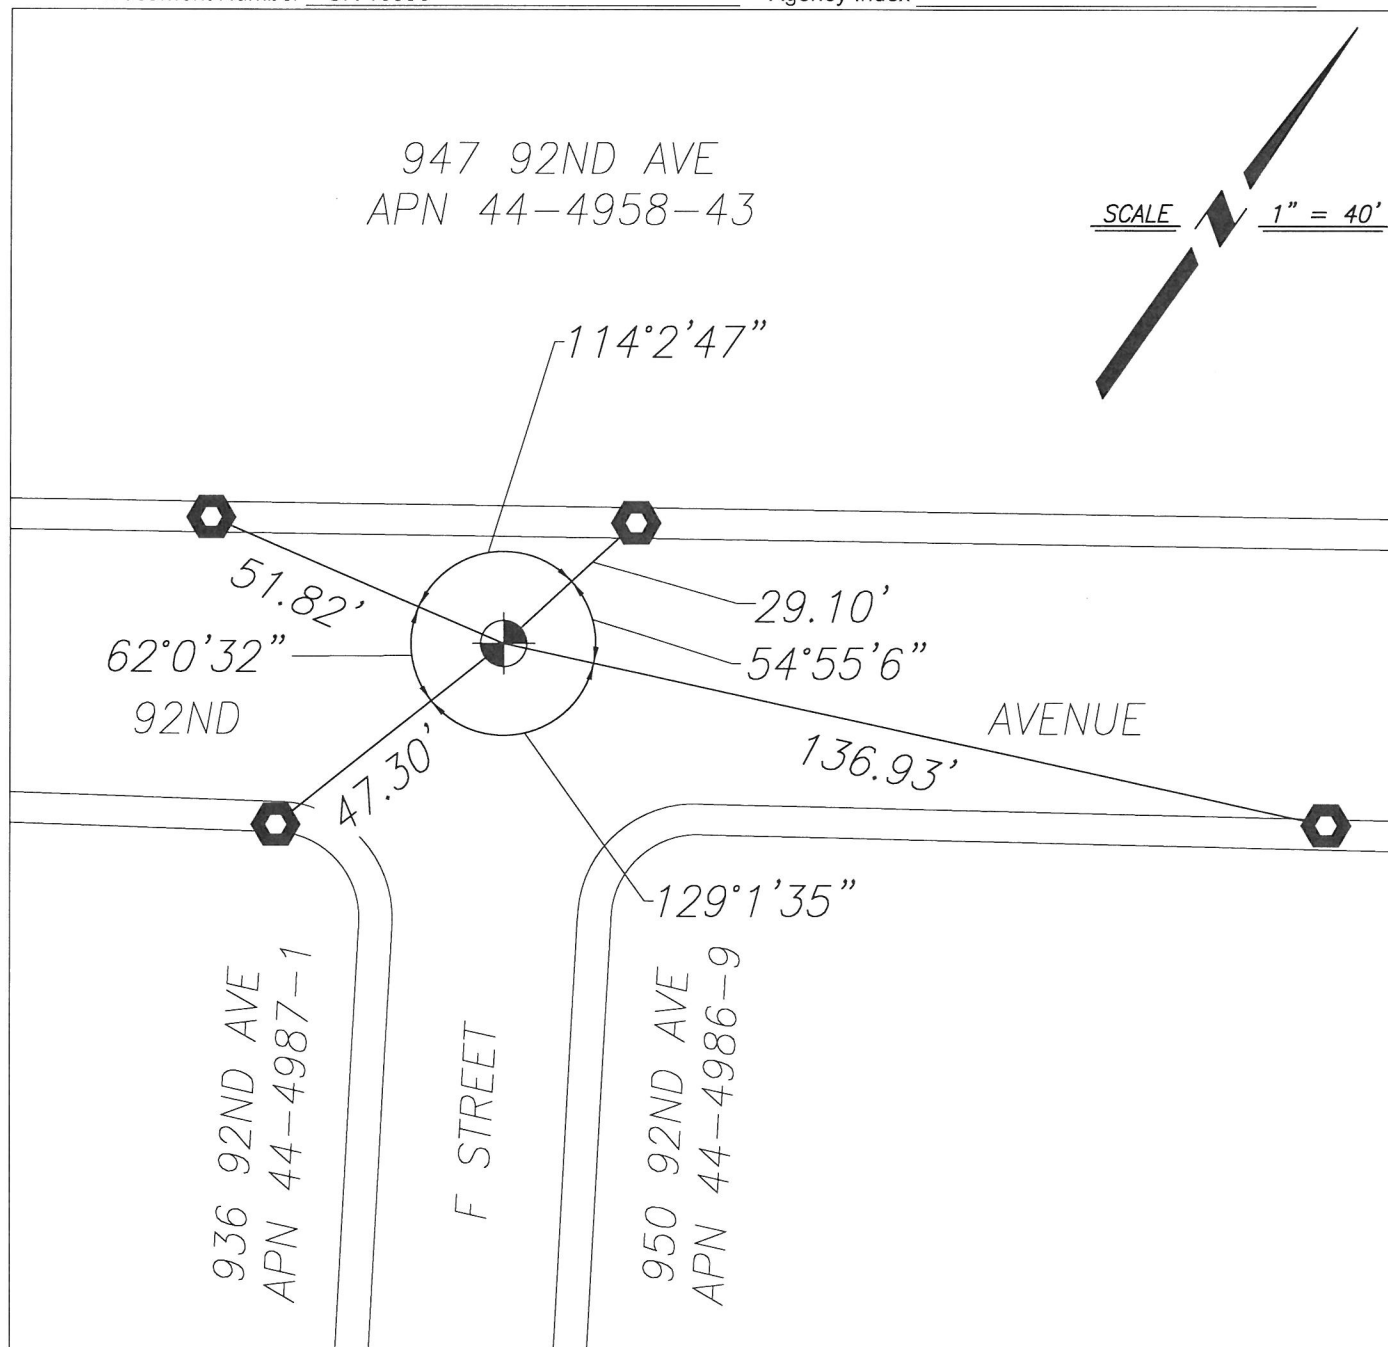 Agency Index
947 92ND AVE
APN 44-4958-43
SCALE 1" = 40'
114°2'47"
51.82'
29.10'
62°0'32"
54°55'6"
92ND AVENUE
47.30'
136.93'
129°1'35"
936 92ND AVE
APN 44-4987-1
F STREET
950 92ND AVE
APN 44-4986-9